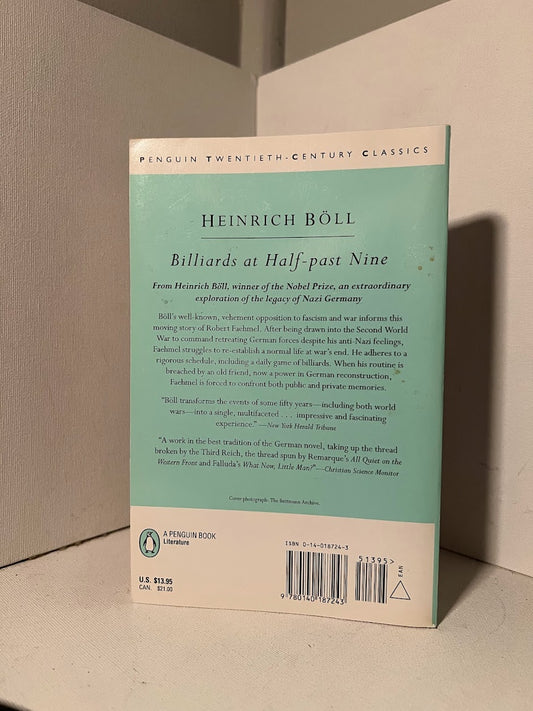 PENGUIN TWENTIETH-CENTURY CLASSICS
HEINRICH BÖLL
Billiards at Half-past Nine
From Heinrich Böll, winner of the Nobel Prize, an extraordinary
exploration of the legacy of Nazi Germany
Böll's well-known, vehement opposition to fascism and war informs this
moving story of Robert Faehmel. After being drawn into the Second World
War to command retreating German forces despite his anti-Nazi feelings,
Faehmel struggles to re-establish a normal life at war's end. He adheres to a
rigorous schedule, including a daily game of billiards. When his routine is
breached by an old friend, now a power in German reconstruction,
Faehmel is forced to confront both public and private memories.
"Böll transforms the events of some fifty years—including both world
wars—into a single, multifaceted . . . impressive and fascinating
experience."—New York Herald Tribune
"A work in the best tradition of the German novel, taking up the thread
broken by the Third Reich, the thread spun by Remarque's All Quiet on the
Western Front and Falluda's What Now, Little Man?"—Christian Science Monitor
Cover photograph: The Bettmann Archive.
A PENGUIN BOOK
Literature
U.S. $13.95
CAN. $21.00
ISBN 0-14-018724-3
51395>
EAN
9 780140 187243